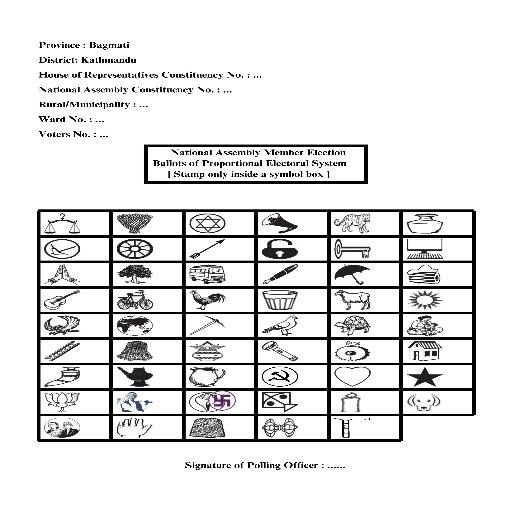 Province : Bagmati
District: Kathmandu
House of Representatives Constituency No. : ...
National Assembly Constituency No. : ...
Rural/Municipality : ...
Ward No. : ...
Voters No. : ...
National Assembly Member Election
Ballots of Proportional Electoral System
[ Stamp only inside a symbol box ]
Signature of Polling Officer : ......